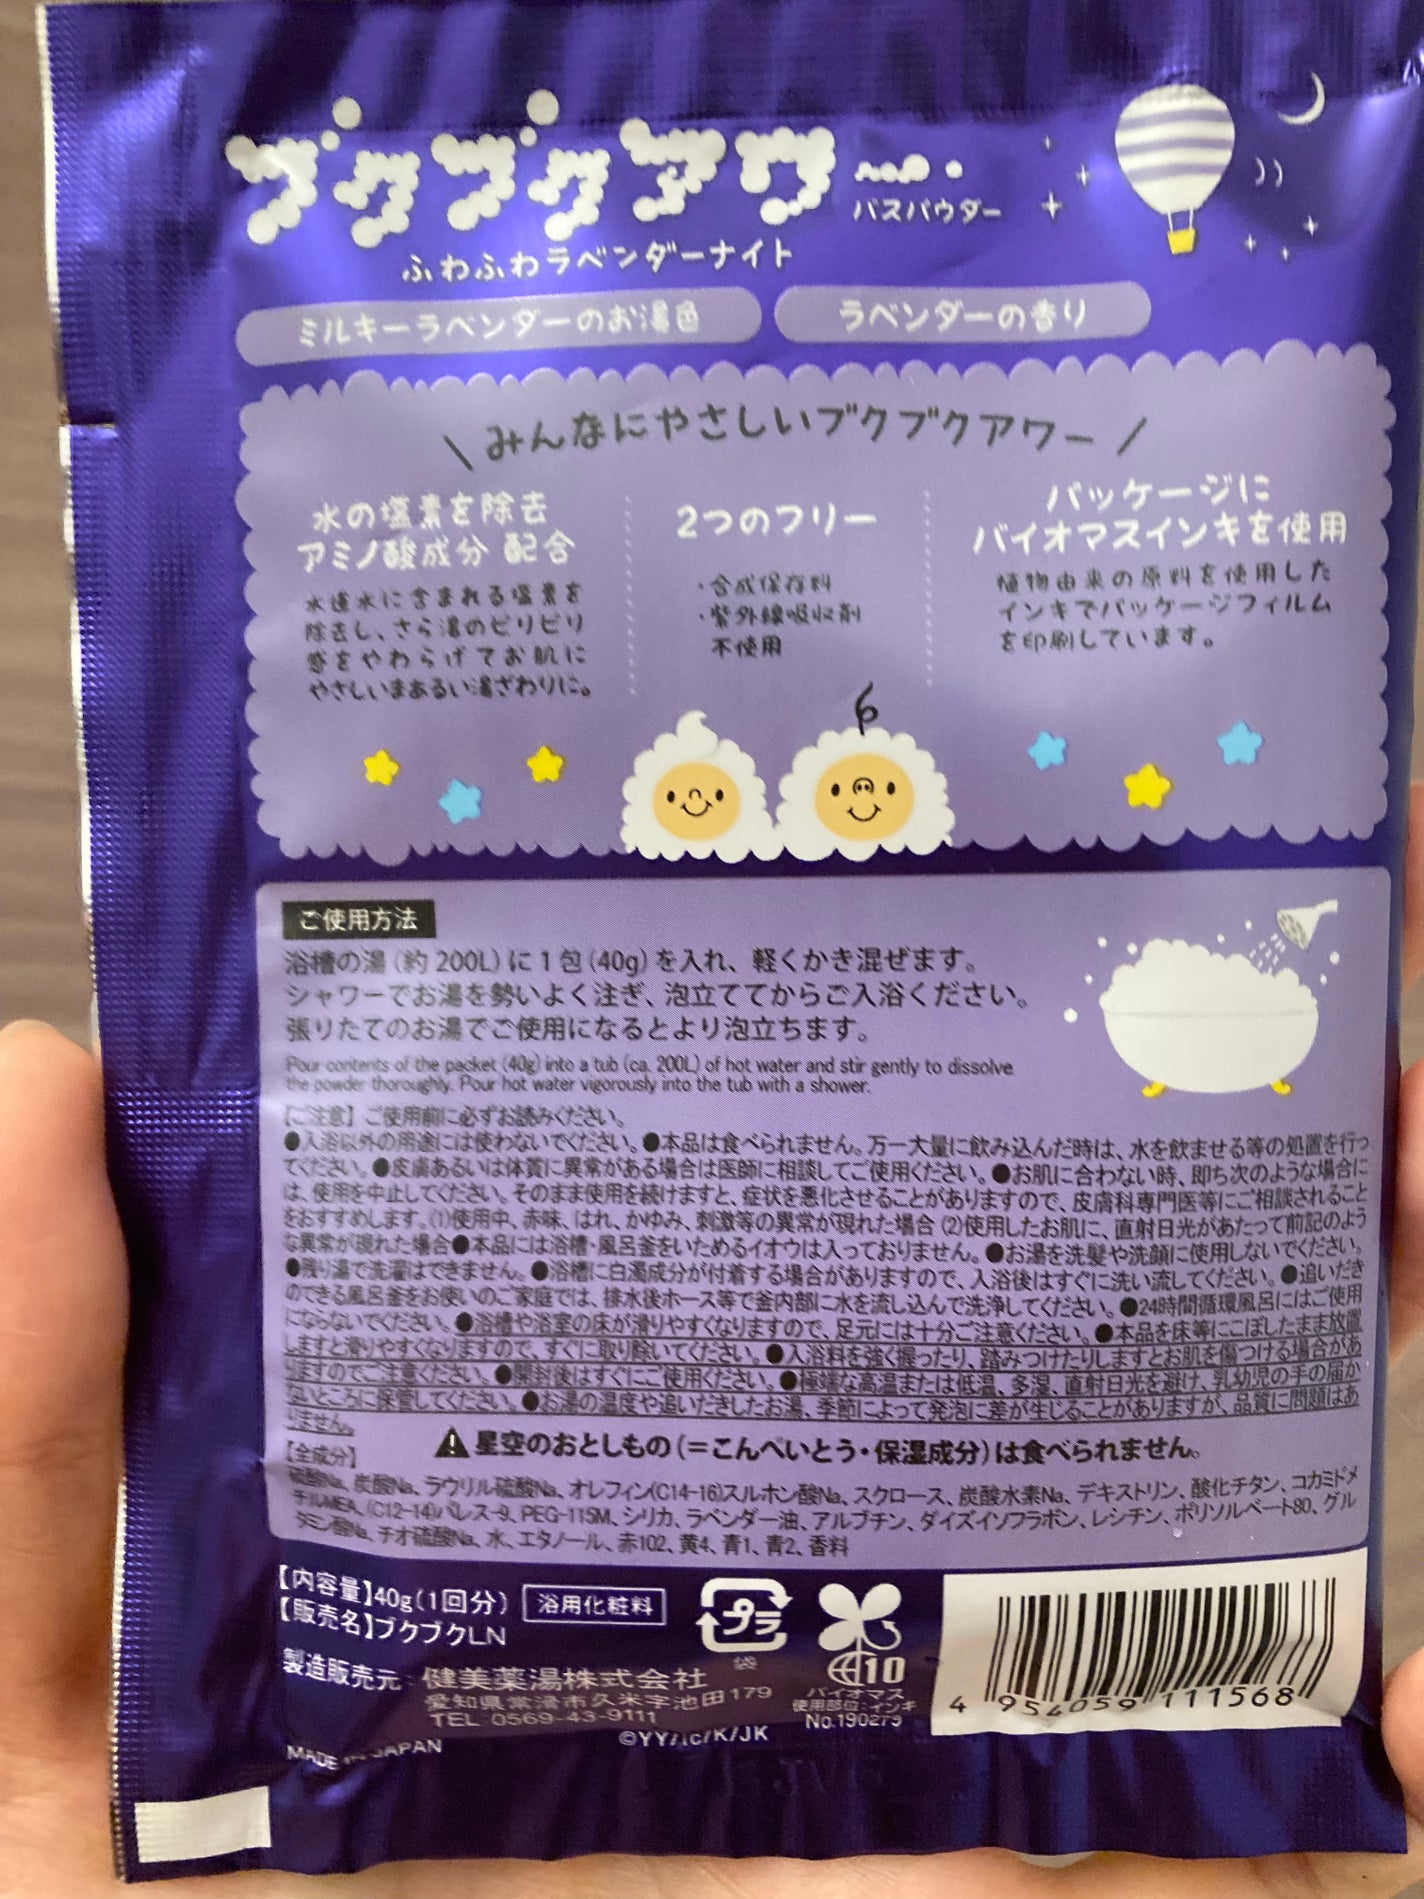 ブクブクアワー
バスパウダー
ふわふわラベンダーナイト
ミルキーラベンダーのお湯色
ラベンダーの香り
みんなにやさしいブクブクアワー
水の塩素を除去
アミノ酸成分 配合
水道水に含まれる塩素を
除去し、さら湯のピリピリ
感をやわらげてお肌に
やさしいまあるい湯ざわりに。
2つのフリー
・合成保存料
・紫外線吸収剤
不使用
パッケージに
バイオマスインキを使用
植物由来の原料を使用した
インキでパッケージフィルム
を印刷しています。
ご使用方法
浴槽の湯(約 200L)に1包(40g)を入れ、軽くかき混ぜます。
シャワーでお湯を勢いよく注ぎ、泡立ててからご入浴ください。
張りたてのお湯でご使用になるとより泡立ちます。
Pour contents of the packet (40g) into a tub (ca. 200L) of hot water and stir gently to dissolve
the powder thoroughly. Pour hot water vigorously into the tub with a shower.
【ご注意】ご使用前に必ずお読みください。
●入浴以外の用途には使わないでください。●本品は食べられません。万一大量に飲み込んだ時は、水を飲ませる等の処置を行っ
てください。●皮膚あるいは体質に異常がある場合は医師に相談してご使用ください。●お肌に合わない時、即ち次のような場合に
は、使用を中止してください。そのまま使用を続けますと、症状を悪化させることがありますので、皮膚科専門医等にご相談されること
をおすすめします。(1)使用中、赤味、はれ、かゆみ、刺激等の異常が現れた場合 (2)使用したお肌に、直射日光があたって前記のよう
な異常が現れた場合●本品には浴槽・風呂釜をいためるイオウは入っておりません。●お湯を洗髪や洗顔に使用しないでください。
●残り湯で洗濯はできません。●浴槽に白濁成分が付着する場合がありますので、入浴後はすぐに洗い流してください。●追いだき
のできる風呂釜をお使いのご家庭では、排水後ホース等で釜内部に水を流し込んで洗浄してください。●24時間循環風呂にはご使用
にならないでください。●浴槽や浴室の床が滑りやすくなりますので、足元には十分ご注意ください。●本品を床等にこぼしたまま放置
しますと滑りやすくなりますので、すぐに取り除いてください。●入浴料を強く握ったり、踏みつけたりしますとお肌を傷つける場合があ
りますのでご注意ください。●開封後はすぐにご使用ください。●極端な高温または低温、多湿、直射日光を避け、乳幼児の手の届か
ないところに保管してください。●お湯の温度や追いだきしたお湯、季節によって発泡に差が生じることがありますが、品質に問題はあ
りません。
⚠星空のおとしもの(=こんぺいとう・保湿成分)は食べられません。
【全成分】
硫酸Na、炭酸Na、ラウリル硫酸Na、オレフィン(C14-16)スルホン酸Na、スクロース、炭酸水素Na、デキストリン、酸化チタン、コカミドメ
チルMEA、(C12-14)パレス-9、PEG-115M、シリカ、ラベンダー油、アルブチン、ダイズイソフラボン、レシチン、ポリソルベート80、グル
タミン酸Na、チオ硫酸Na、水、エタノール、赤102、黄4、青1、青2、香料
【内容量】40g(1回分)
浴用化粧料
【販売名】ブクブクLN
製造販売元
健美薬湯株式会社
愛知県常滑市久米字池田179
TEL 0569-43-9111
プラ
袋
10
バイオマス
使用部位:インキ
No.190279
MADE IN JAPAN
4 954059 111568